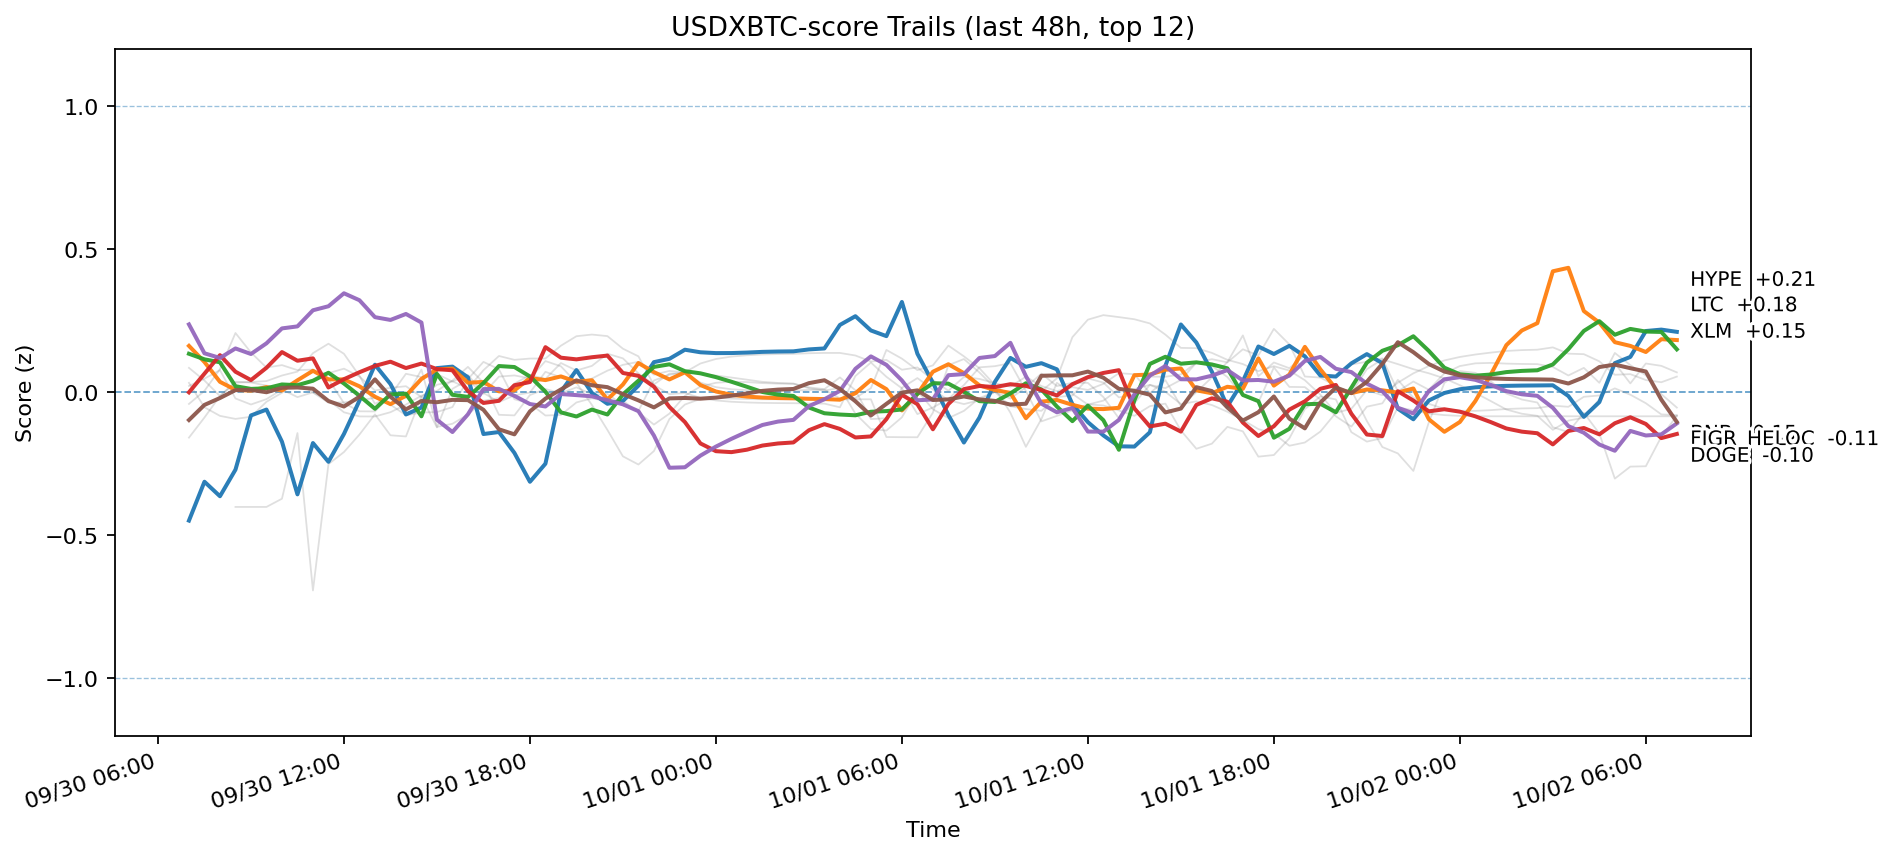 USDXBTC-score Trails (last 48h, top 12)
Score (z)
1.0
0.5
0.0
−0.5
−1.0
HYPE +0.21
LTC +0.18
XLM +0.15
FIGR_HELOC -0.11
DOGE -0.10
09/30 06:00
09/30 12:00
09/30 18:00
10/01 00:00
10/01 06:00
10/01 12:00
10/01 18:00
10/02 00:00
10/02 06:00
Time